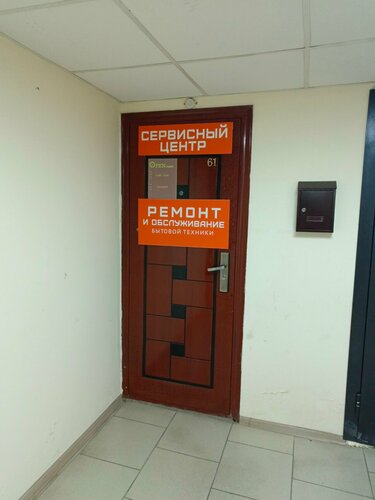 СЕРВИСНЫЙ
ЦЕНТР
61
РЕМОНТ
И ОБСЛУЖИВАНИЕ
БЫТОВОЙ ТЕХНИКИ